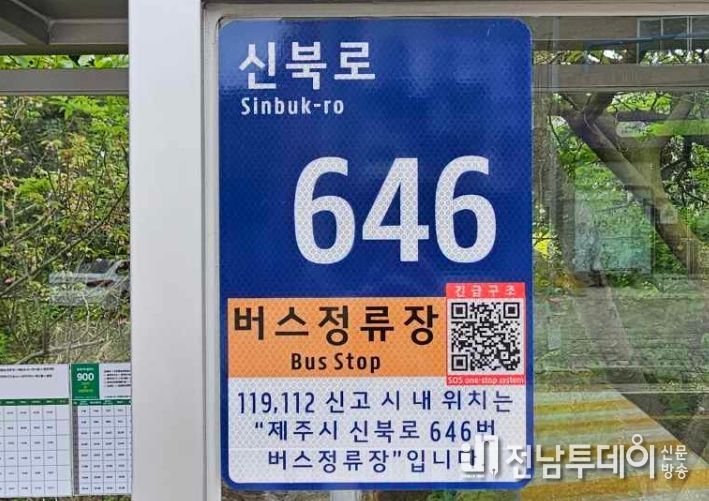 신북로
Sinbuk-ro
646
긴급구조
버스정류장
Bus Stop
SOS one-stop system
119,112 신고 시 내 위치는
“제주시 신북로 646번
버스정류장”입니다
전남투데이 신문
방송
900